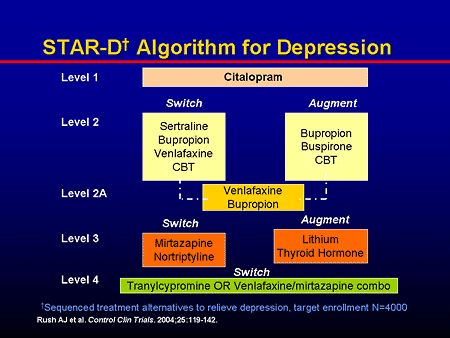 STAR-D† Algorithm for Depression
Level 1
Citalopram
Switch
Augment
Level 2
Sertraline
Bupropion
Venlafaxine
CBT
Bupropion
Buspirone
CBT
Level 2A
Venlafaxine
Bupropion
Switch
Augment
Level 3
Mirtazapine
Nortriptyline
Lithium
Thyroid Hormone
Switch
Level 4
Tranylcypromine OR Venlafaxine/mirtazapine combo
†Sequenced treatment alternatives to relieve depression, target enrollment N=4000
Rush AJ et al. Control Clin Trials. 2004;25:119-142.